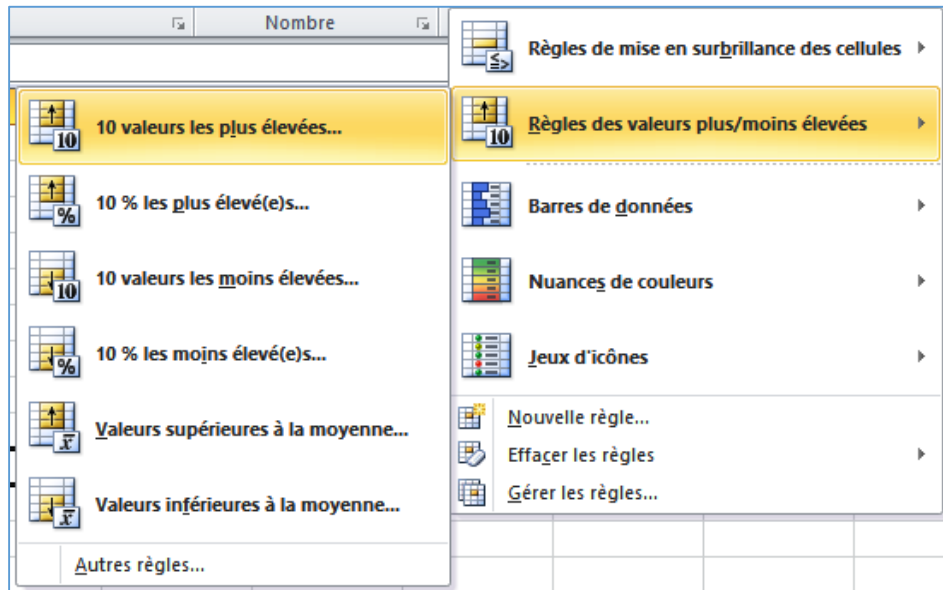 Nombre
Règles de mise en surbrillance des cellules
Règles des valeurs plus/moins élevées
Barres de données
Nuances de couleurs
Jeux d'icônes
Nouvelle règle...
Effacer les règles
Gérer les règles...
10 valeurs les plus élevées...
10 % les plus élevé(e)s...
10 valeurs les moins élevées...
10 % les moins élevé(e)s...
Valeurs supérieures à la moyenne...
Valeurs inférieures à la moyenne...
Autres règles...